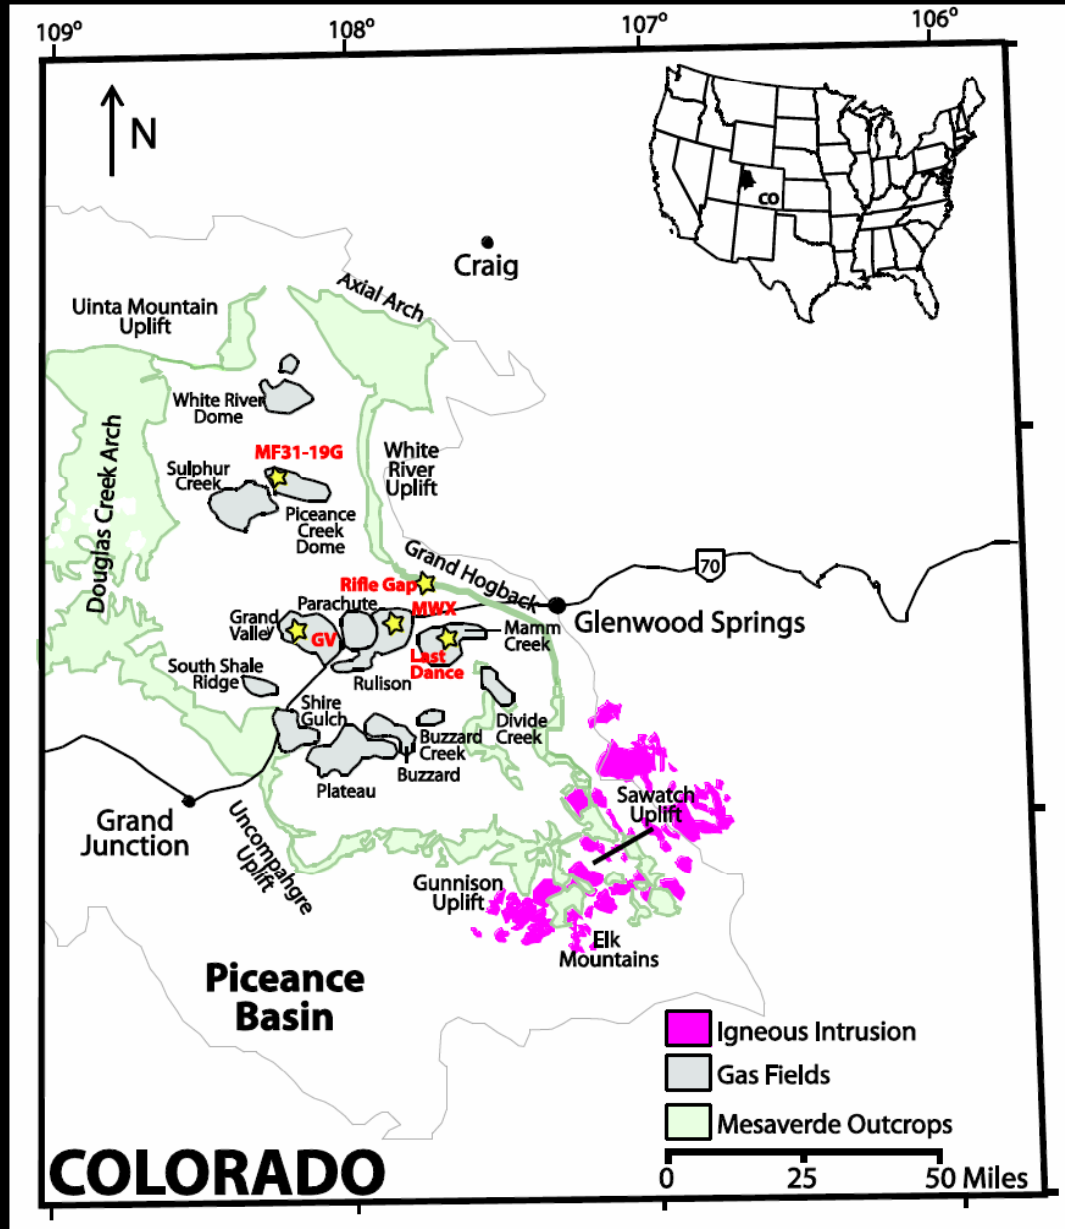 109°
108°
107°
106°
N
CO
Craig
Axial Arch
Uinta Mountain
Uplift
White River
Dome
Douglas Creek Arch
MF31-19G
White
River
Uplift
Sulphur
Creek
Piceance
Creek
Dome
Grand Hogback
70
Rifle Gap
MWX
Parachute
Grand
Valley
GV
Glenwood Springs
Mamm
Creek
Last
Dance
South Shale
Ridge
Rulison
Shire
Gulch
Divide
Creek
Buzzard
Creek
Buzzard
Plateau
Sawatch
Uplift
Grand
Junction
Uncompahgre
Uplift
Gunnison
Uplift
Elk
Mountains
Piceance
Basin
Igneous Intrusion
Gas Fields
Mesaverde Outcrops
COLORADO
0 25 50 Miles